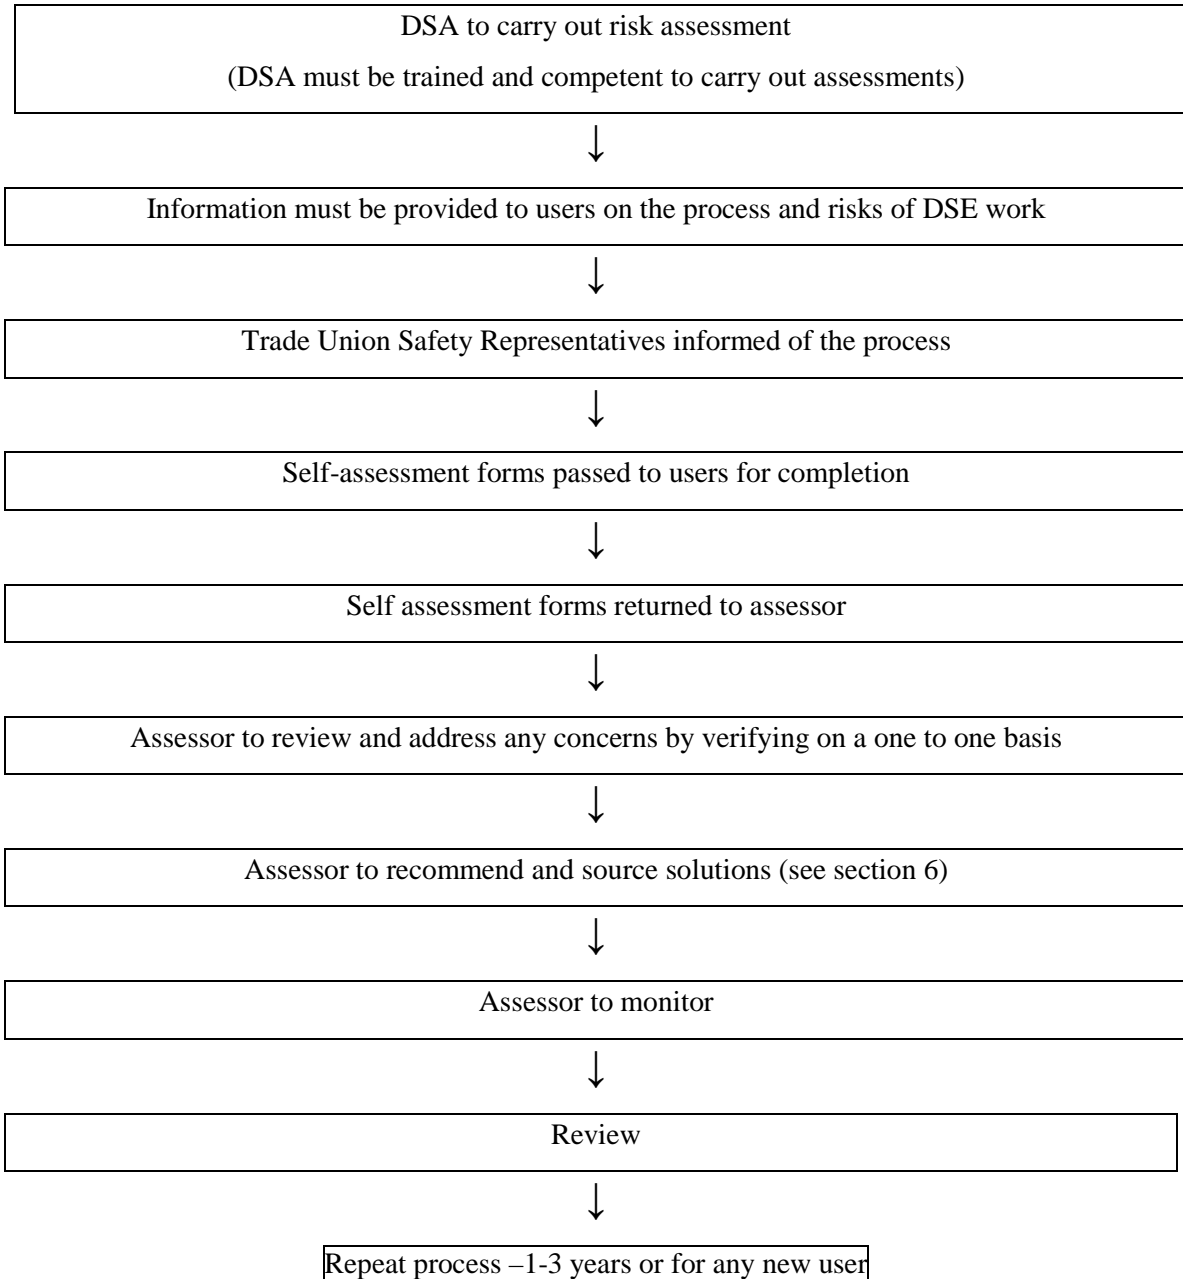 DSA to carry out risk assessment
(DSA must be trained and competent to carry out assessments)
↓
Information must be provided to users on the process and risks of DSE work
↓
Trade Union Safety Representatives informed of the process
↓
Self-assessment forms passed to users for completion
↓
Self assessment forms returned to assessor
↓
Assessor to review and address any concerns by verifying on a one to one basis
↓
Assessor to recommend and source solutions (see section 6)
↓
Assessor to monitor
↓
Review
↓
Repeat process –1-3 years or for any new user